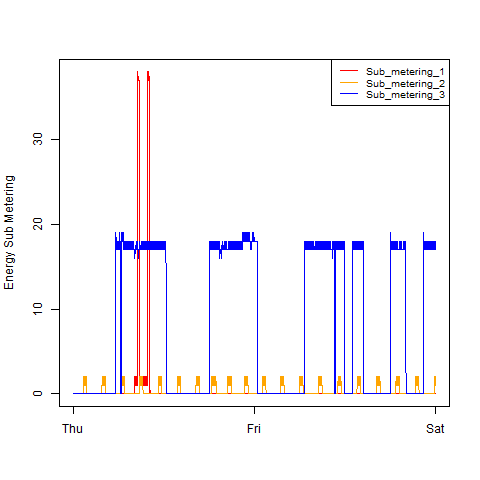 Sub_metering_1
Sub_metering_2
Sub_metering_3
Energy Sub Metering
30
20
10
0
Thu Fri Sat